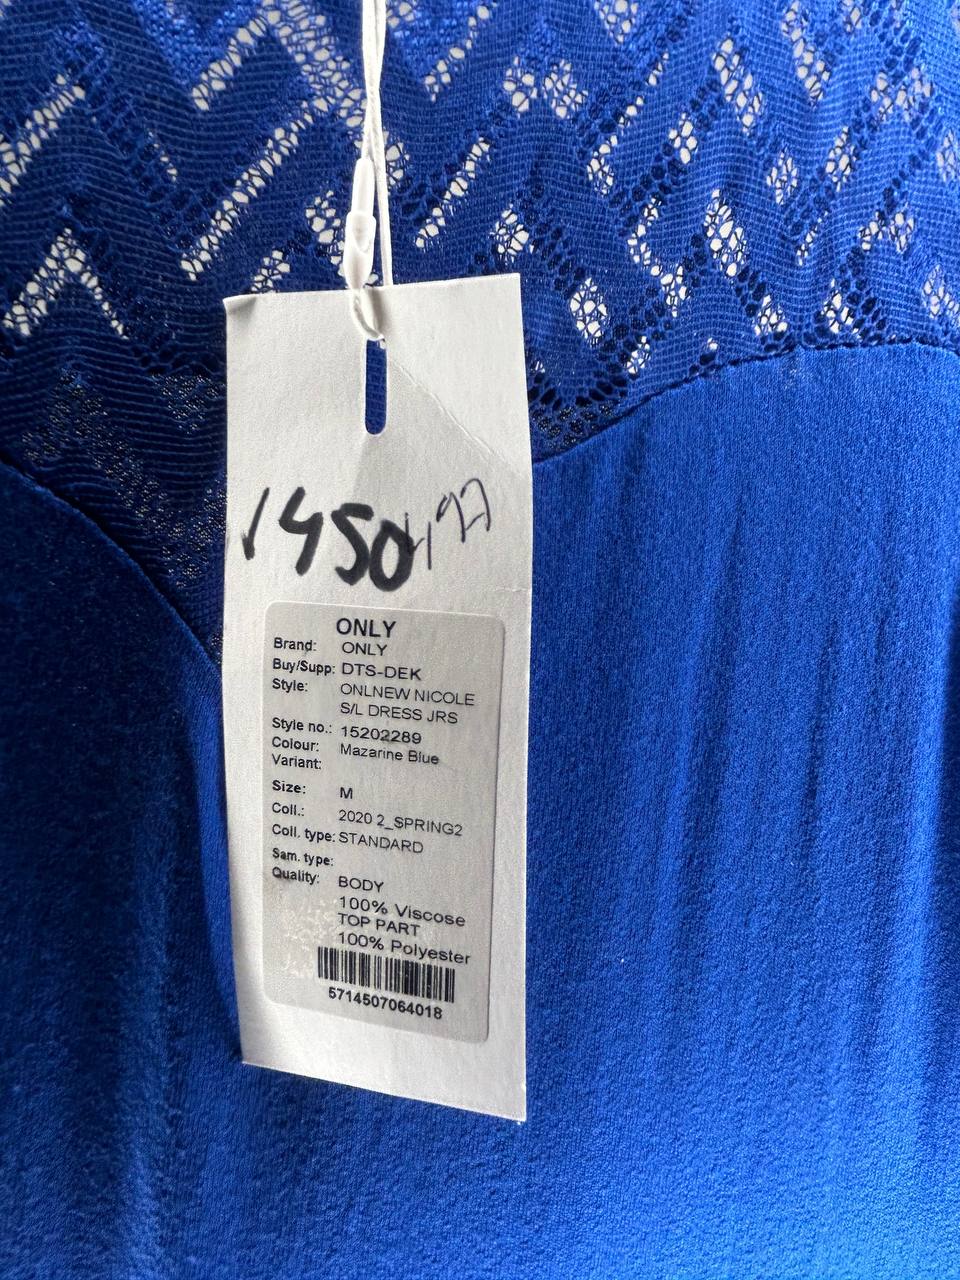 1450
ONLY
Brand: ONLY
Buy/Supp: DTS-DEK
Style: ONLNEW NICOLE
S/L DRESS JRS
Style no.: 15202289
Colour: Mazarine Blue
Variant:
Size: M
Coll.: 2020 2_SPRING2
Coll. type: STANDARD
Sam. type:
Quality: BODY
100% Viscose
TOP PART
100% Polyester
5714507064018